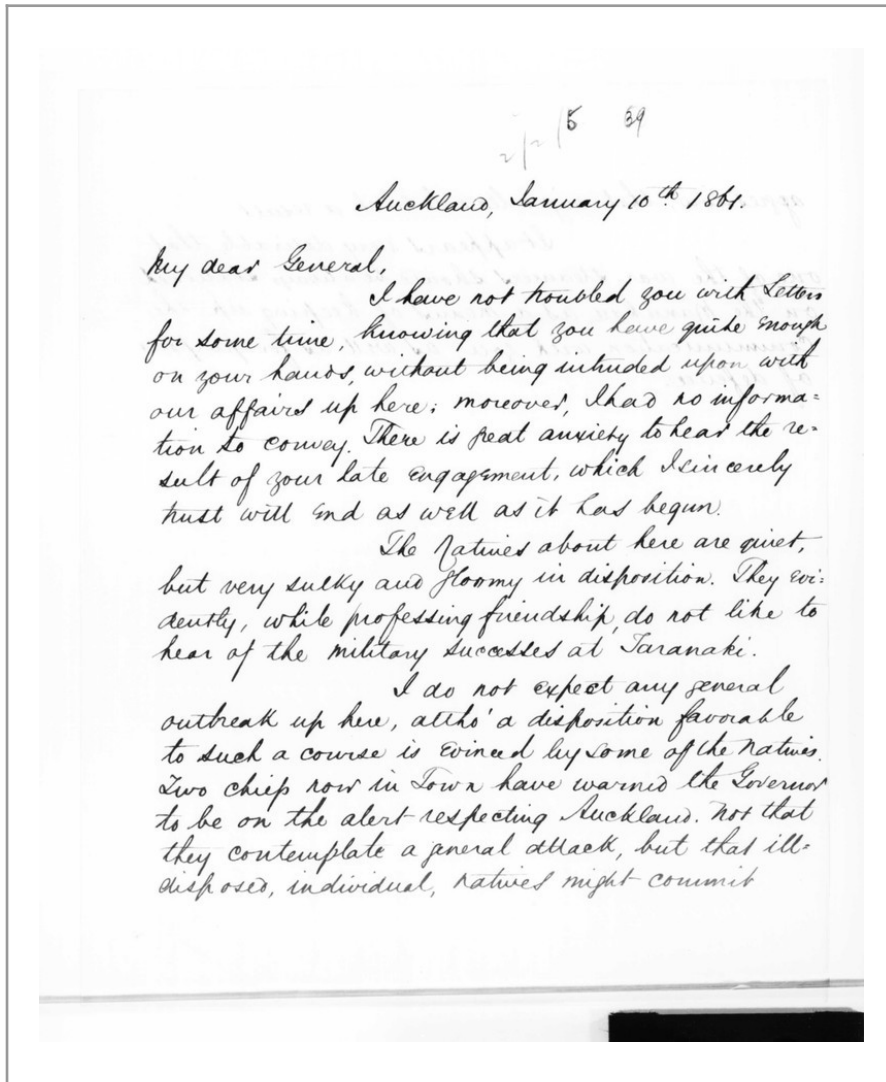 5 39
Auckland, January 10th 1861.
My dear General,
I have not troubled you with Letters
for some time, knowing that you have quite enough
on your hands, without being intruded upon with
our affairs up here; moreover, I had no informa=
tion to convey. There is great anxiety to hear the re=
sult of your late engagement, which I sincerely
trust will end as well as it has begun.
The Natives about here are quiet,
but very sulky and gloomy in disposition. They evi=
dently, while professing friendship, do not like to
hear of the military successes at Taranaki.
I do not expect any general
outbreak up here, altho' a disposition favorable
to such a course is evinced by some of the Natives.
Two chiefs now in Town have warned the Governor
to be on the alert respecting Auckland. Not that
they contemplate a general attack, but that ill=
disposed, individual, natives might commit